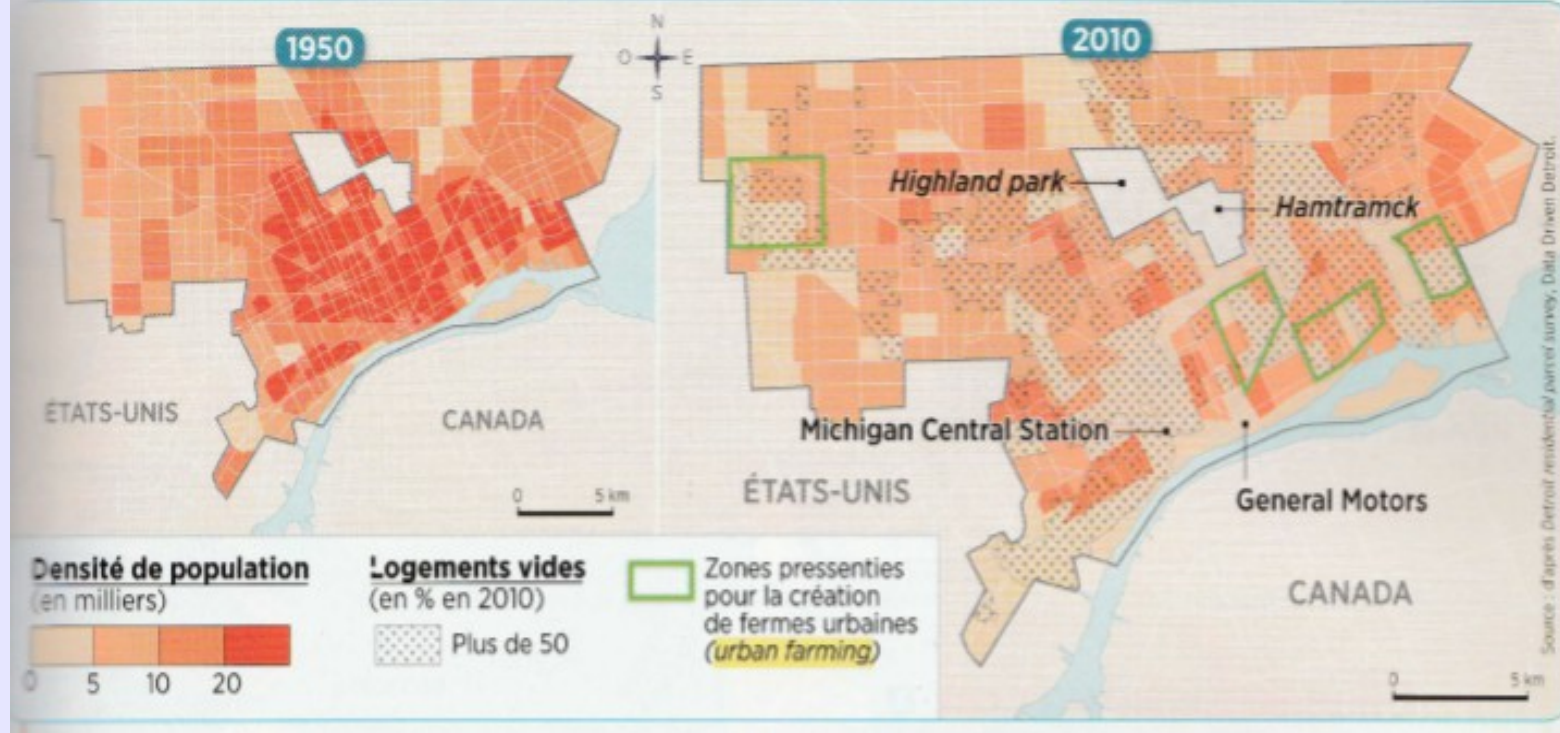 1950
N
O E
S
2010
Highland park
Hamtramck
ÉTATS-UNIS
CANADA
0 5 km
Michigan Central Station
ÉTATS-UNIS
General Motors
CANADA
0 5 km
Densité de population
(en milliers)
0 5 10 20
Logements vides
(en % en 2010)
Plus de 50
Zones pressenties
pour la création
de fermes urbaines
(urban farming)
Source : d'après Detroit residential parcel survey, Data Driven Detroit.